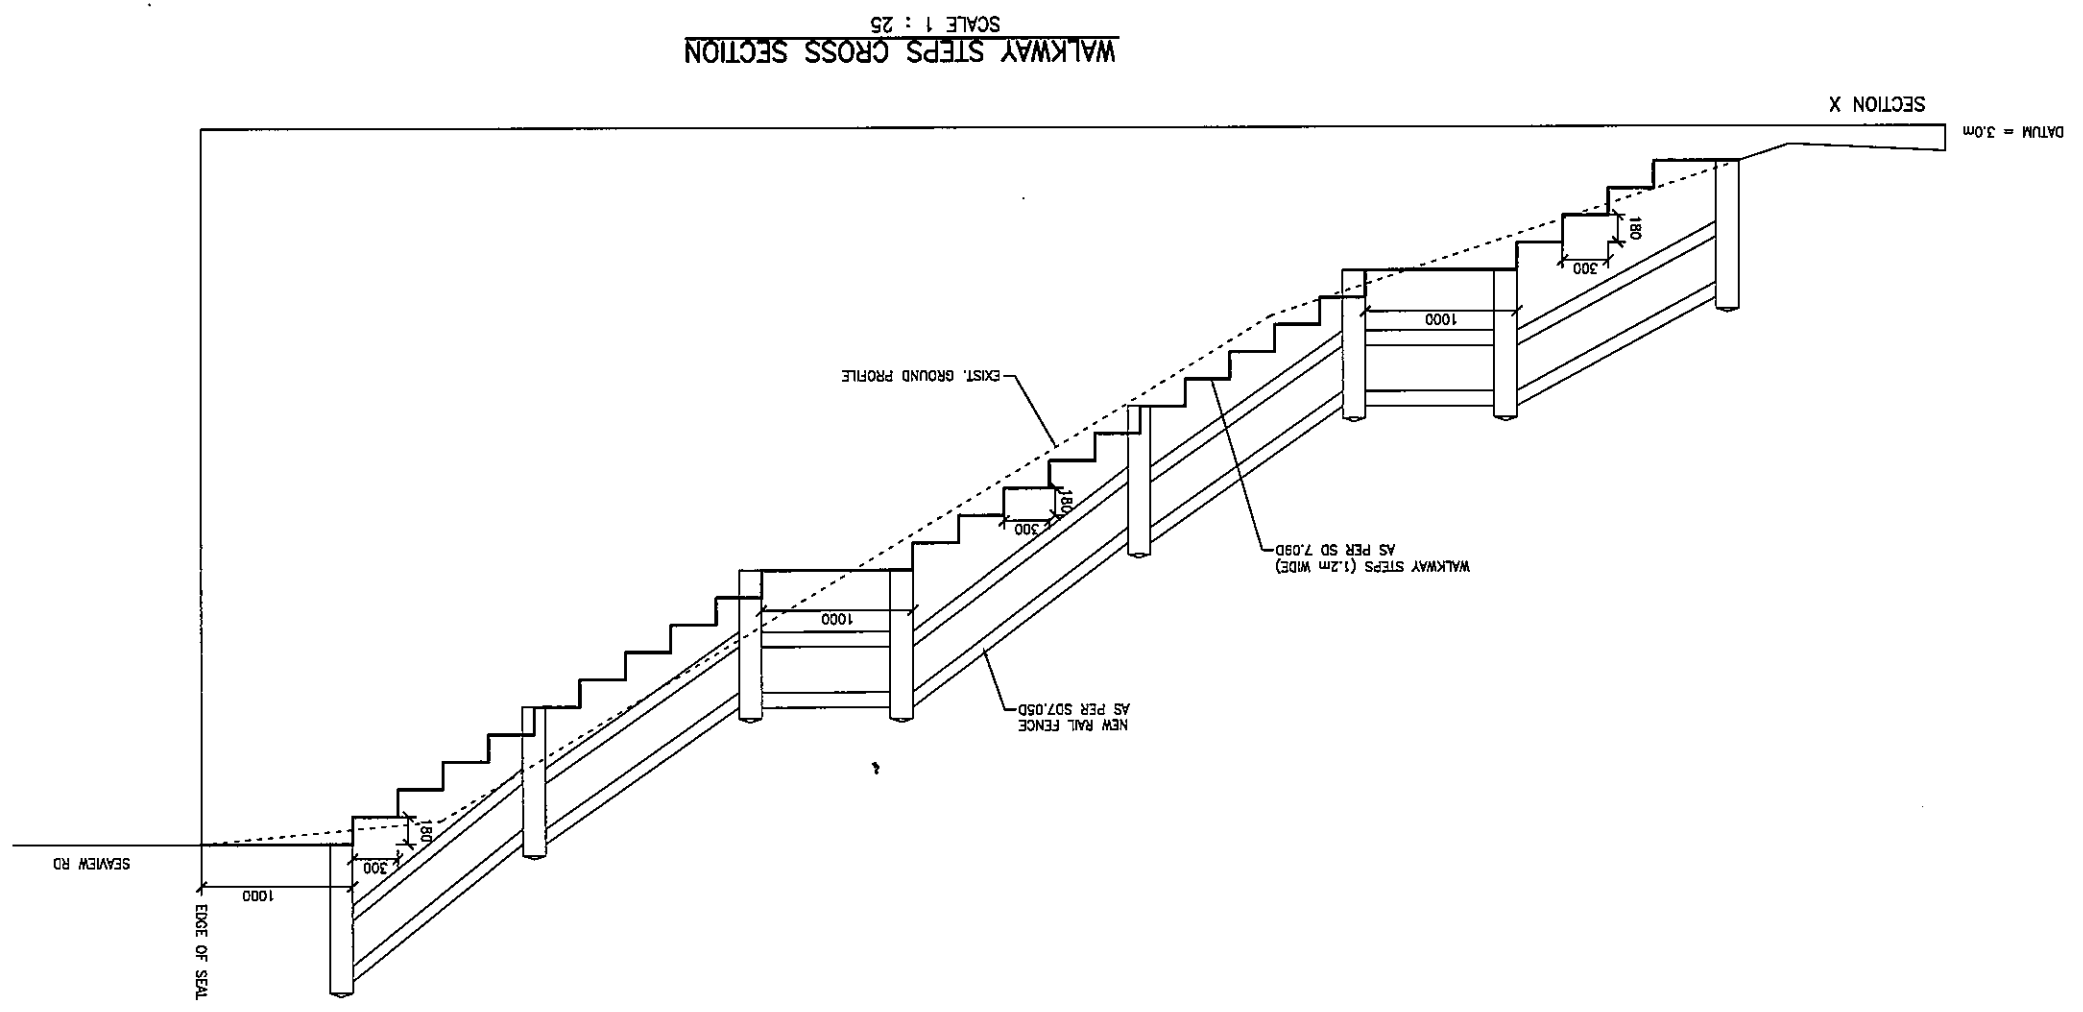 EDGE OF SEAL
1000
300
SEAVIEW RD
180
NEW RAIL FENCE
AS PER SD7.05D
1000
WALKWAY STEPS (1.2m WIDE)
AS PER SD 7.09D
300
180
EXIST. GROUND PROFILE
1000
300
180
DATUM = 3.0m
SECTION X
WALKWAY STEPS CROSS SECTION
SCALE 1 : 25